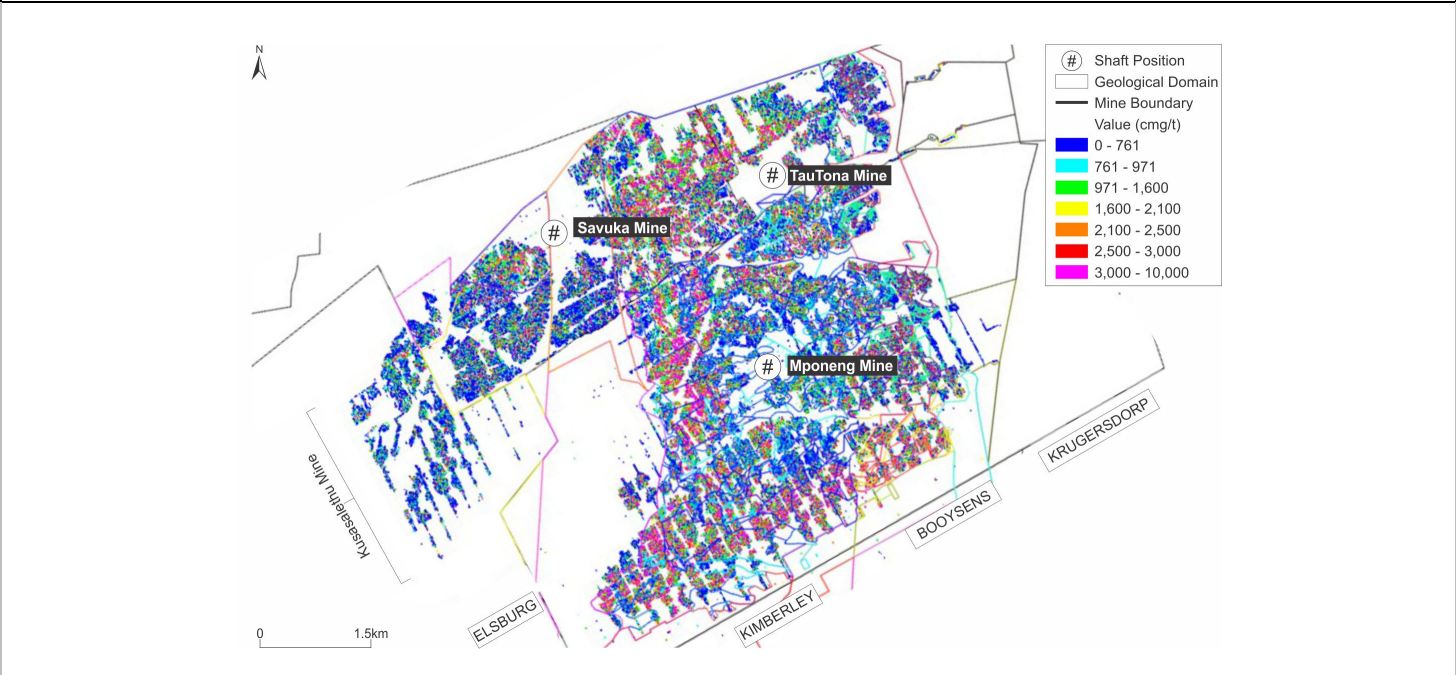 N
# Shaft Position
Geological Domain
Mine Boundary
Value (cmg/t)
0 - 761
761 - 971
971 - 1,600
1,600 - 2,100
2,100 - 2,500
2,500 - 3,000
3,000 - 10,000
# TauTona Mine
# Savuka Mine
# Mponeng Mine
Kusasalethu Mine
KRUGERSDORP
BOOYSENS
KIMBERLEY
ELSBURG
0 1.5km